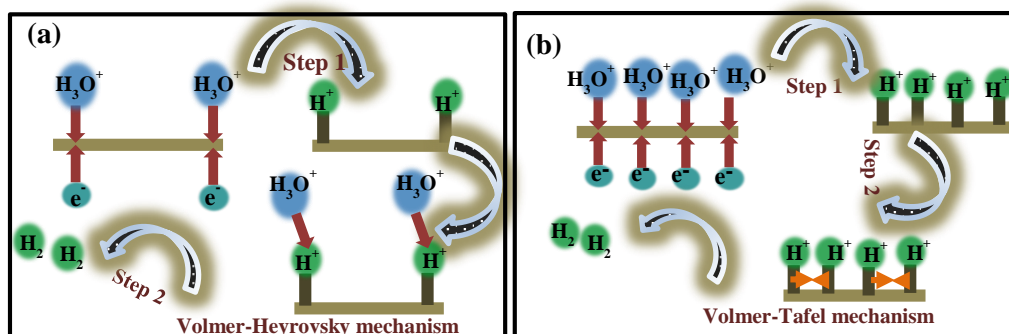 (a)
H₃O⁺ H₃O⁺
Step 1
H⁺ H⁺
e⁻ e⁻
H₃O⁺ H₃O⁺
H₂ H₂
Step 2
H⁺ H⁺
Volmer-Heyrovsky mechanism
(b)
H₃O⁺ H₃O⁺ H₃O⁺ H₃O⁺
Step 1
H⁺ H⁺ H⁺ H⁺
e⁻ e⁻ e⁻ e⁻
Step 2
H₂ H₂
H⁺ H⁺ H⁺ H⁺
Volmer-Tafel mechanism